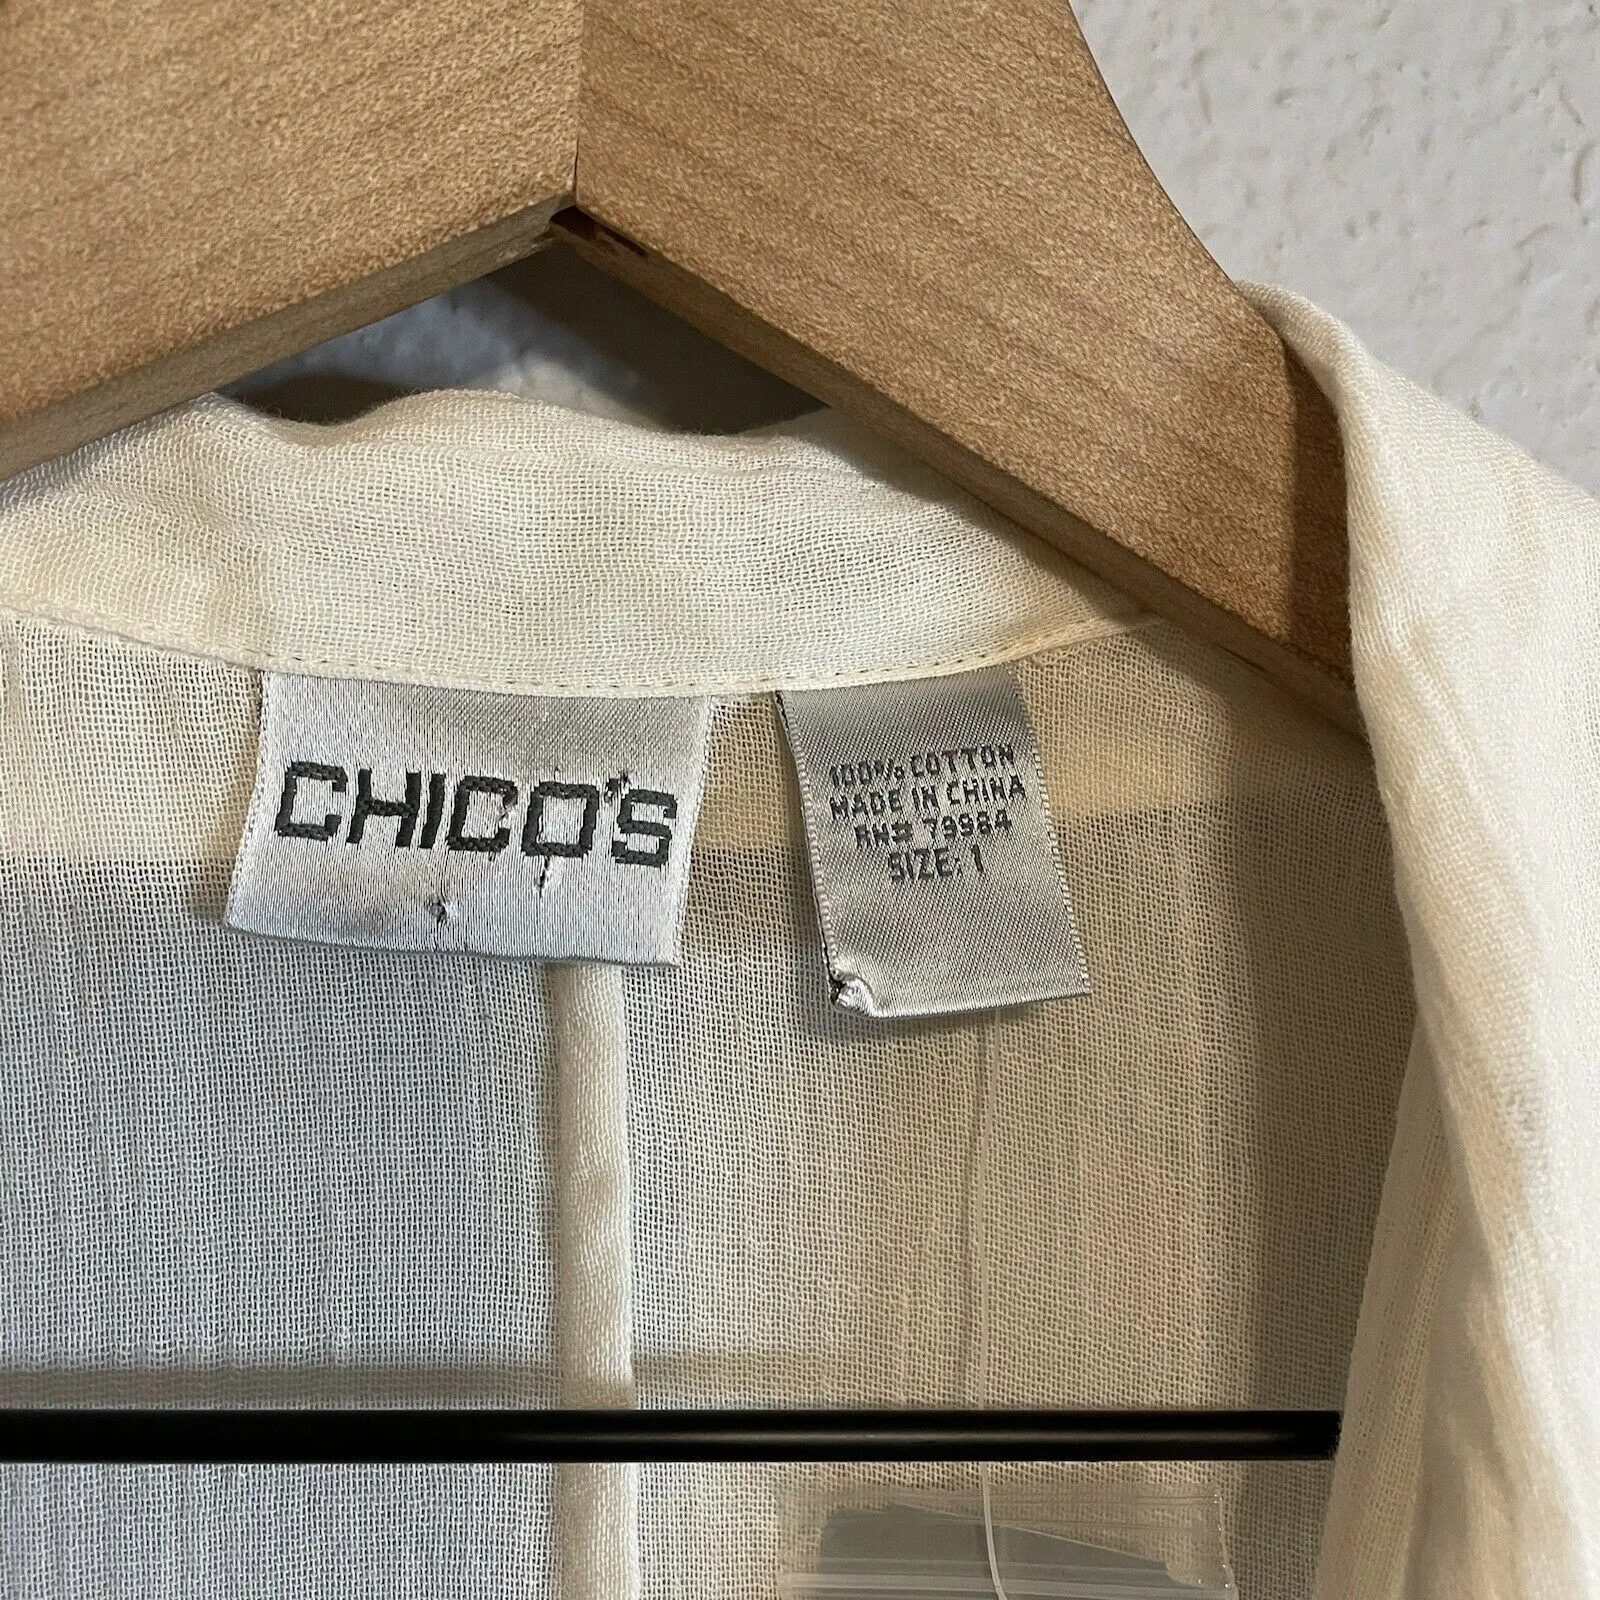 CHICO'S
100% COTTON
MADE IN CHINA
RN# 79984
SIZE: 1